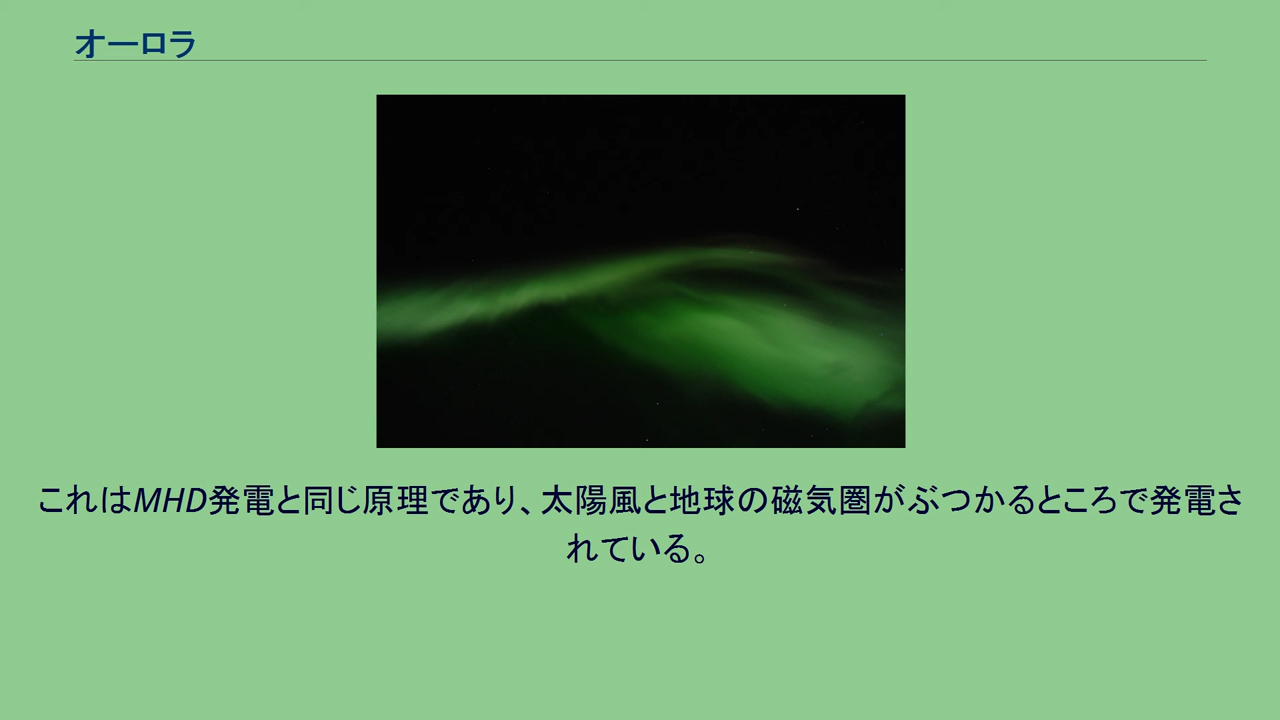 オーロラ
これはMHD発電と同じ原理であり、太陽風と地球の磁気圏がぶつかるところで発電さ
れている。